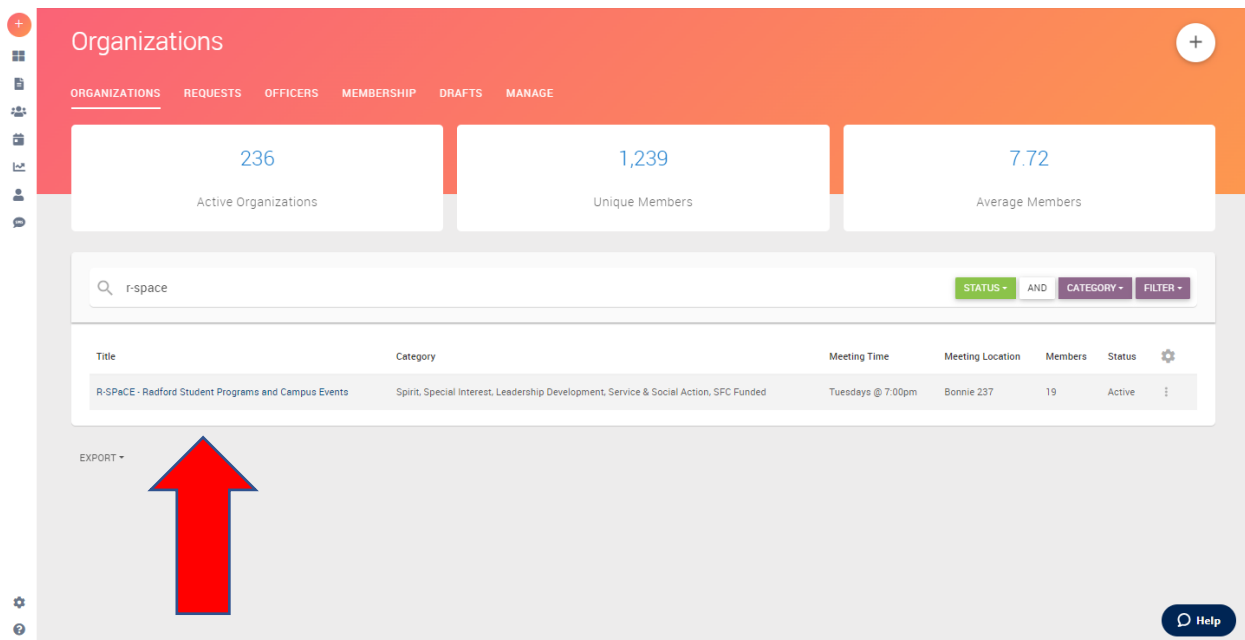 +
Organizations
+
ORGANIZATIONS REQUESTS OFFICERS MEMBERSHIP DRAFTS MANAGE
236 1,239 7.72
Active Organizations Unique Members Average Members
r-space STATUS AND CATEGORY FILTER
Title Category Meeting Time Meeting Location Members Status
R-SPaCE - Radford Student Programs and Campus Events Spirit, Special Interest, Leadership Development, Service & Social Action, SFC Funded Tuesdays @ 7:00pm Bonnie 237 19 Active
EXPORT
Help